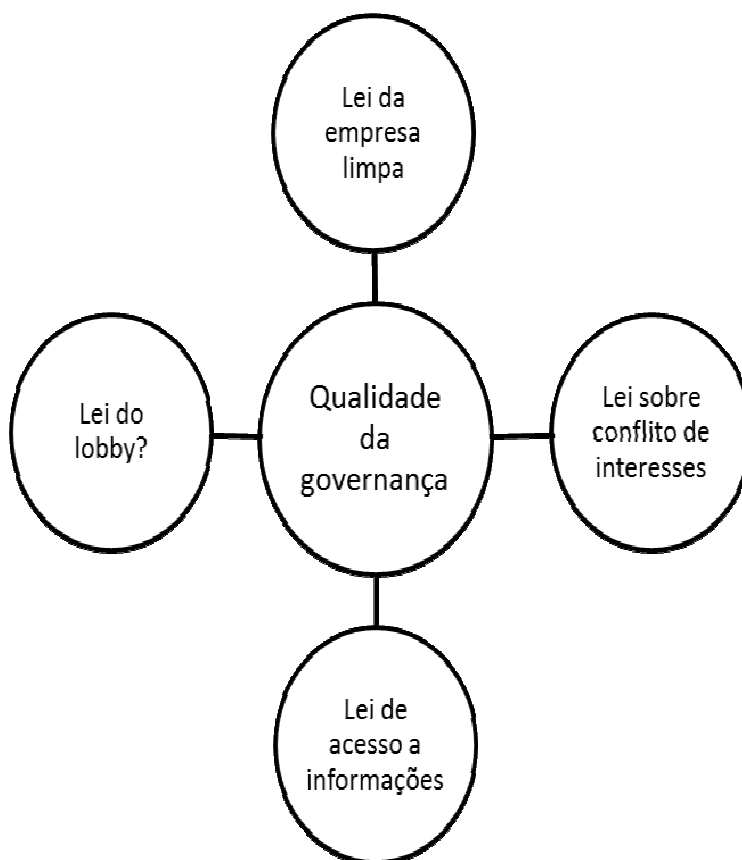 Lei da
empresa
limpa
Lei do
lobby?
Qualidade
da
governança
Lei sobre
conflito de
interesses
Lei de
acesso a
informações